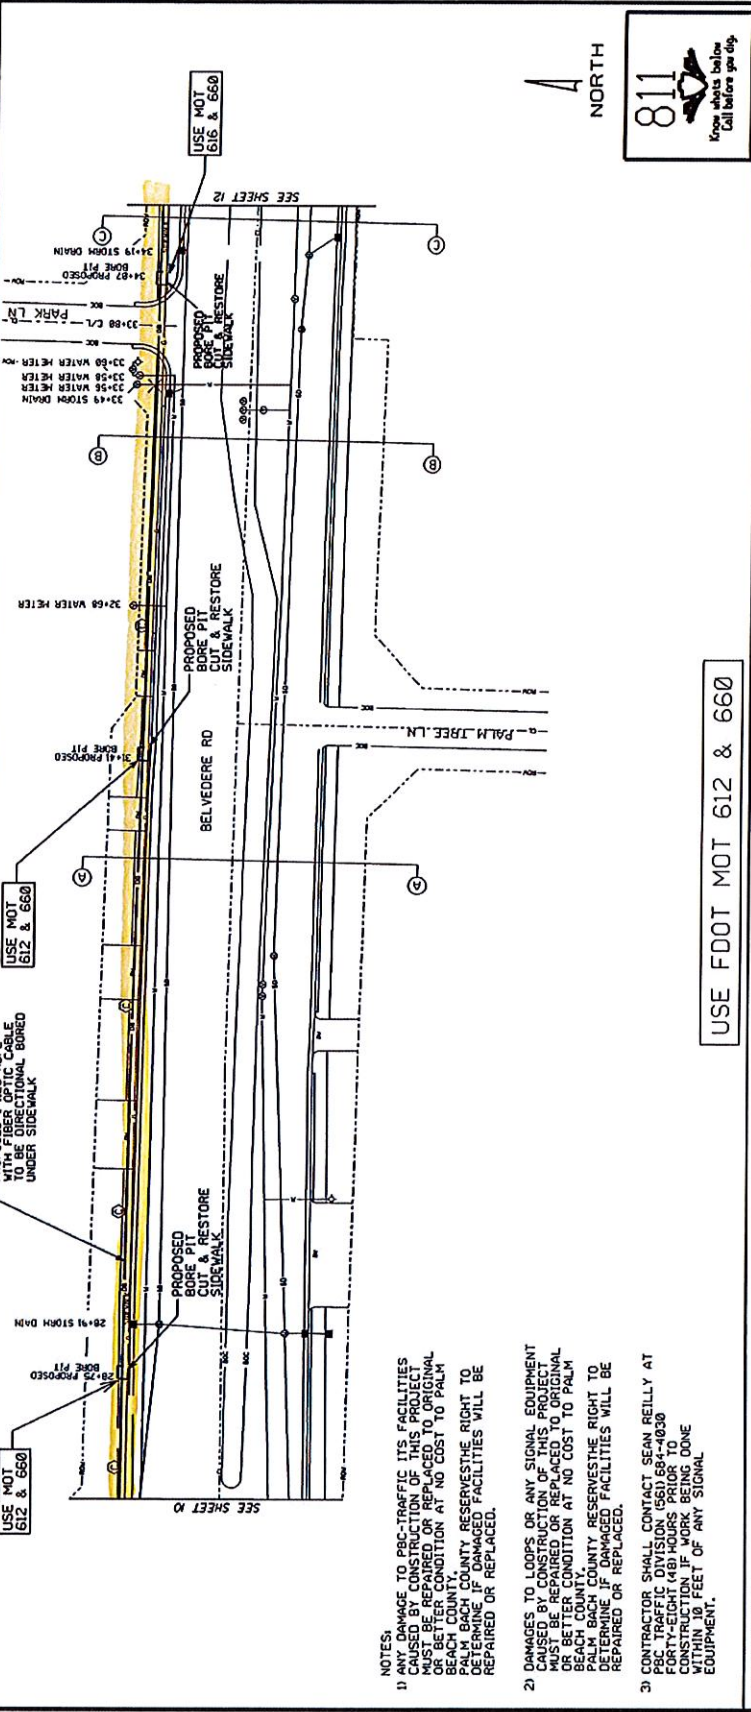 USE MOT
612 & 660
WITH FIBER OPTIC CABLE
TO BE DIRECTIONAL BORED
UNDER SIDEWALK
USE MOT
612 & 660
USE MOT
616 & 660
28+75 PROPOSED
BORE PIT
28+91 STORM DAIN
31+41 PROPOSED
BORE PIT
32+68 WATER METER
33+49 STORM DRAIN
33+56 WATER METER
33+58 WATER METER
33+60 WATER METER
33+80 C/L
PARK LN
34+07 PROPOSED
BORE PIT
34+19 STORM DRAIN
PROPOSED
BORE PIT
CUT & RESTORE
SIDEWALK
PROPOSED
BORE PIT
CUT & RESTORE
SIDEWALK
PROPOSED
BORE PIT
CUT & RESTORE
SIDEWALK
BELVEDERE RD
PALM TREE LN
SEE SHEET 10
SEE SHEET 12
A
A
B
B
C
C
NORTH
811
Know whats below
Call before you dig.
NOTES:
1) ANY DAMAGE TO PBC-TRAFFIC ITS FACILITIES
CAUSED BY CONSTRUCTION OF THIS PROJECT
MUST BE REPAIRED OR REPLACED TO ORIGINAL
OR BETTER CONDITION AT NO COST TO PALM
BEACH COUNTY.
PALM BACH COUNTY RESERVESTHE RIGHT TO
DETERMINE IF DAMAGED FACILITIES WILL BE
REPAIRED OR REPLACED.
2) DAMAGES TO LOOPS OR ANY SIGNAL EQUIPMENT
CAUSED BY CONSTRUCTION OF THIS PROJECT
MUST BE REPAIRED OR REPLACED TO ORIGINAL
OR BETTER CONDITION AT NO COST TO PALM
BEACH COUNTY.
PALM BACH COUNTY RESERVESTHE RIGHT TO
DETERMINE IF DAMAGED FACILITIES WILL BE
REPAIRED OR REPLACED.
3) CONTRACTOR SHALL CONTACT SEAN REILLY AT
PBC TRAFFIC DIVISION (561) 684-4030
FORTY-EIGHT (48) HOURS PRIOR TO
CONSTRUCTION IF WORK BEING DONE
WITHIN 10 FEET OF ANY SIGNAL
EQUIPMENT.
USE FDOT MOT 612 & 660